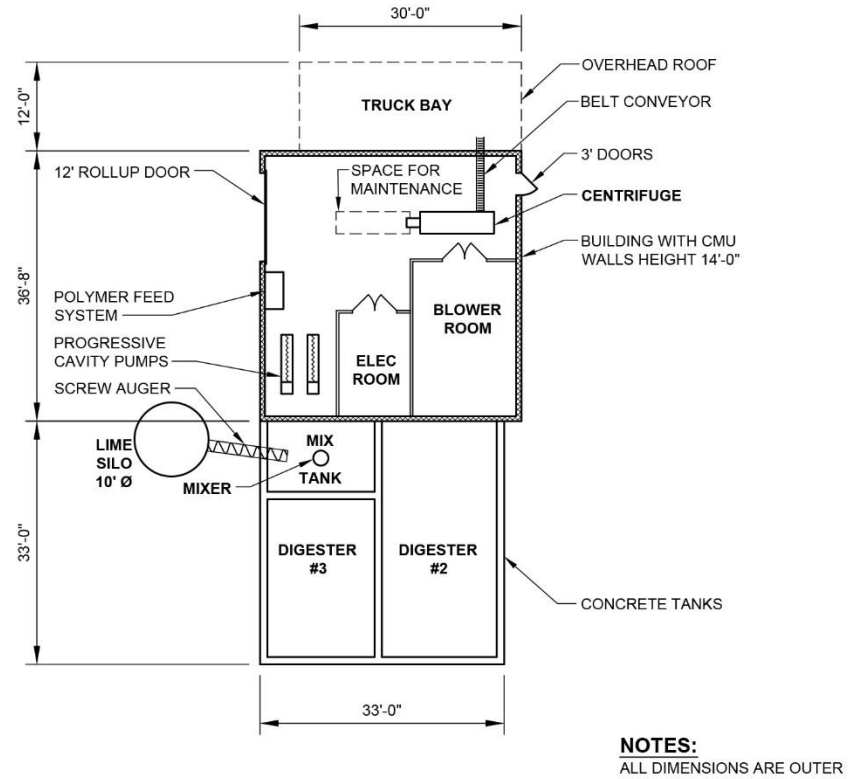 30'-0"
12'-0"
TRUCK BAY
OVERHEAD ROOF
BELT CONVEYOR
3' DOORS
CENTRIFUGE
BUILDING WITH CMU
WALLS HEIGHT 14'-0"
12' ROLLUP DOOR
SPACE FOR
MAINTENANCE
36'-8"
POLYMER FEED
SYSTEM
PROGRESSIVE
CAVITY PUMPS
SCREW AUGER
BLOWER
ROOM
ELEC
ROOM
LIME
SILO
10' Ø
MIXER
MIX
TANK
33'-0"
DIGESTER
#3
DIGESTER
#2
CONCRETE TANKS
33'-0"
NOTES:
ALL DIMENSIONS ARE OUTER